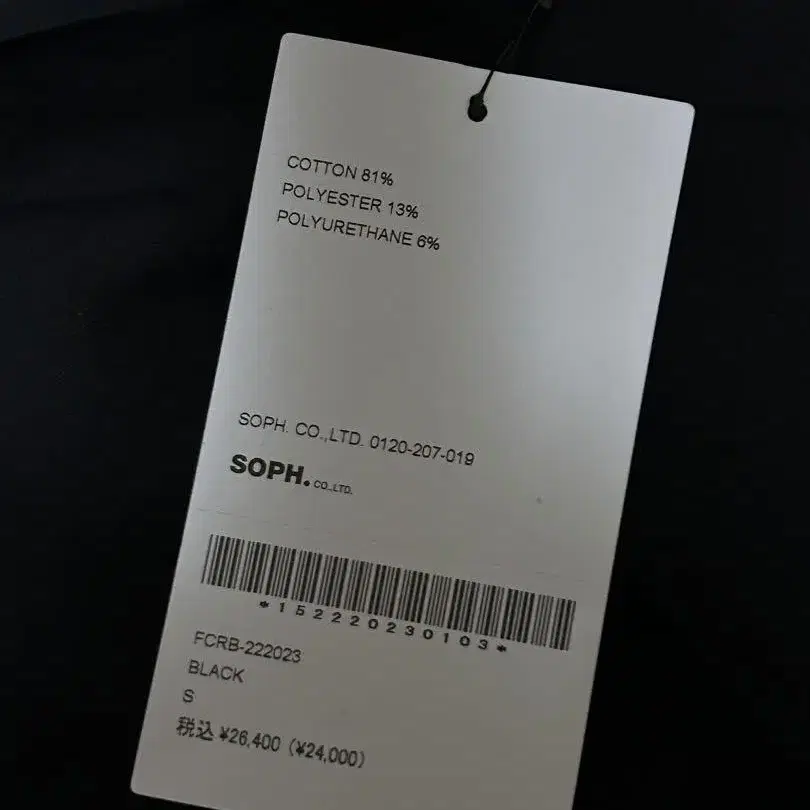 COTTON 81%
POLYESTER 13%
POLYURETHANE 6%
SOPH. CO.,LTD. 0120-207-019
SOPH. CO.,LTD.
*152220230103*
FCRB-222023
BLACK
S
税込 ¥26,400 (¥24,000)